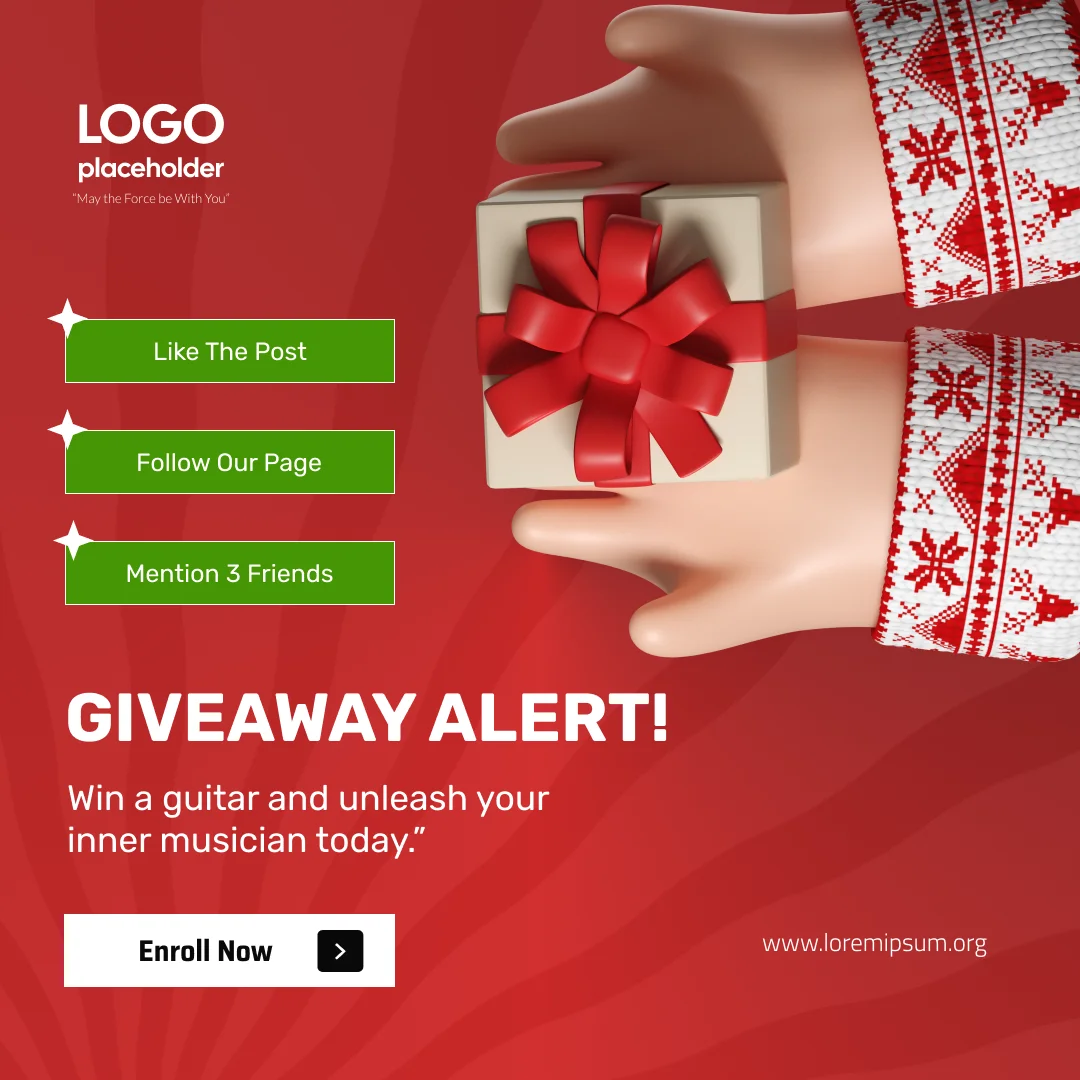 LOGO
placeholder
"May the Force be With You"
Like The Post
Follow Our Page
Mention 3 Friends
GIVEAWAY ALERT!
Win a guitar and unleash your
inner musician today.”
Enroll Now
www.loremipsum.org